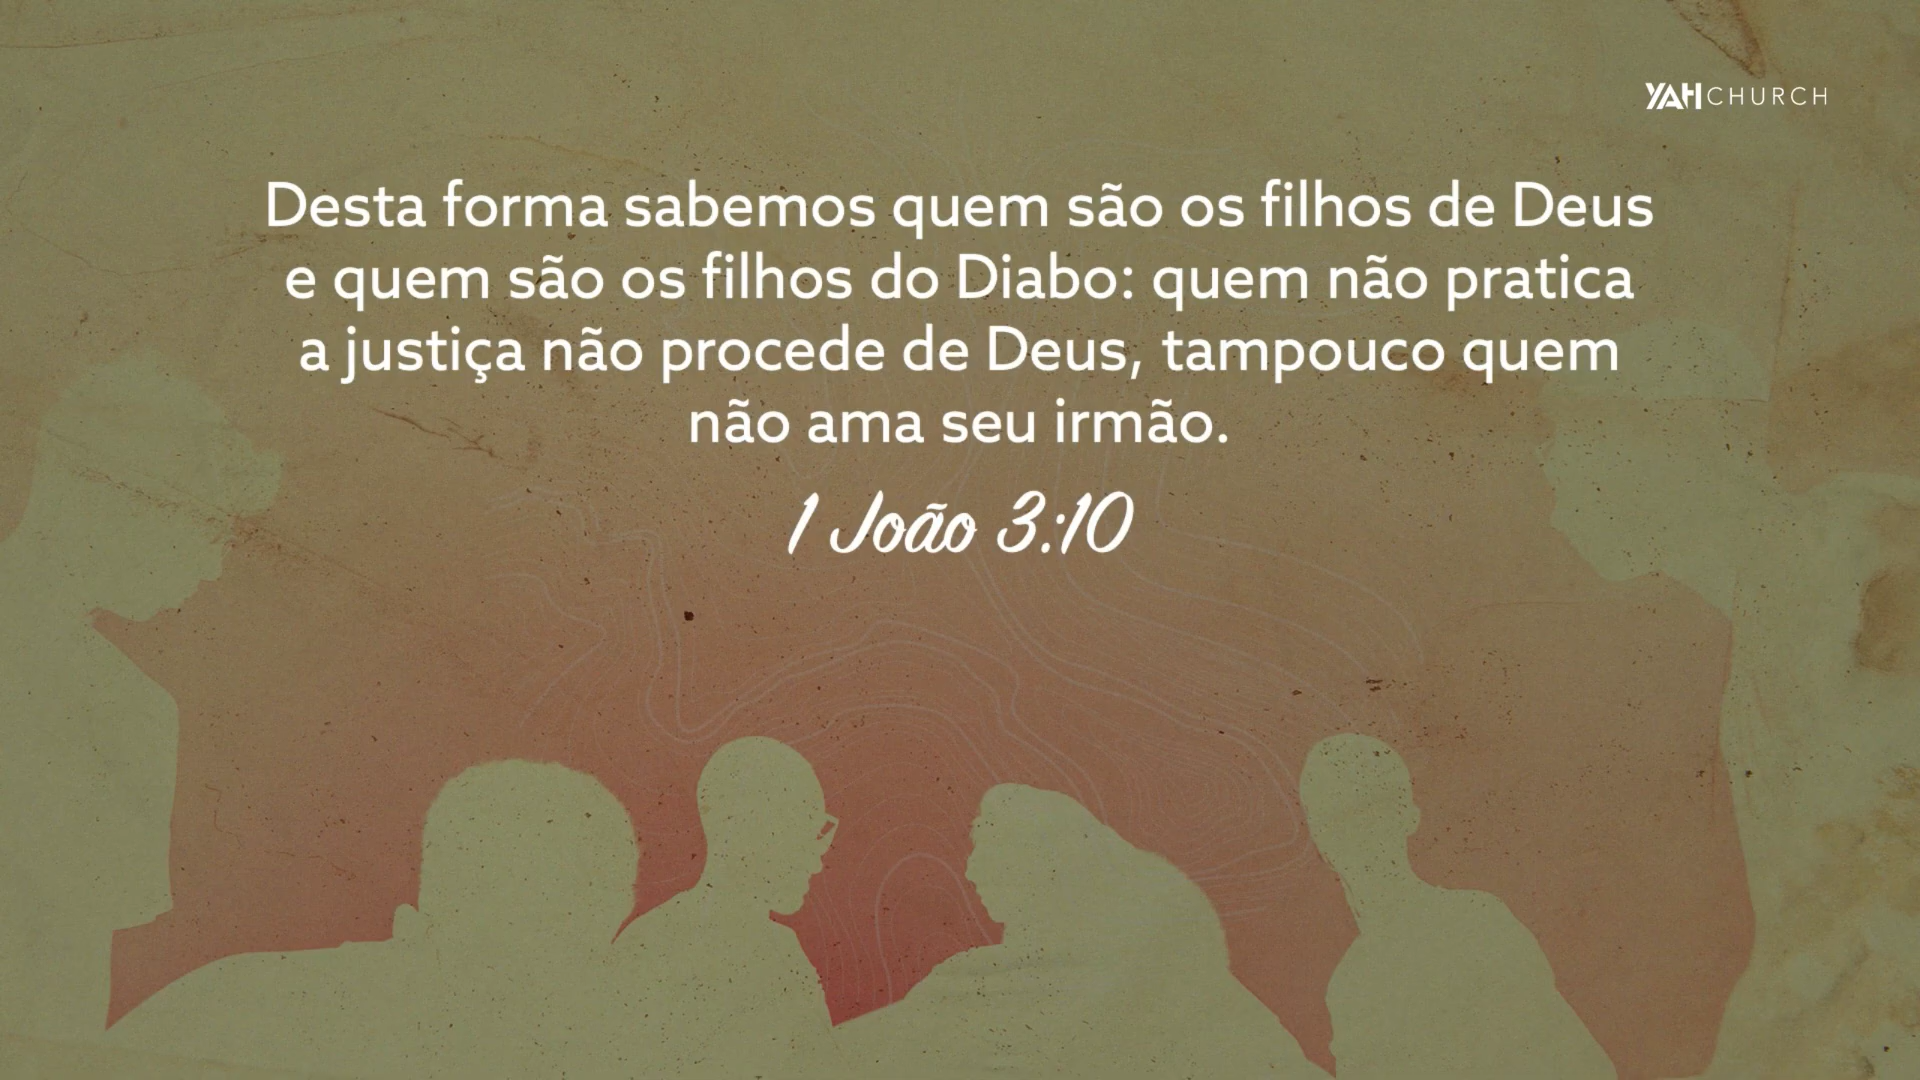 YAH CHURCH
Desta forma sabemos quem são os filhos de Deus
e quem são os filhos do Diabo: quem não pratica
a justiça não procede de Deus, tampouco quem
não ama seu irmão.
1 João 3:10